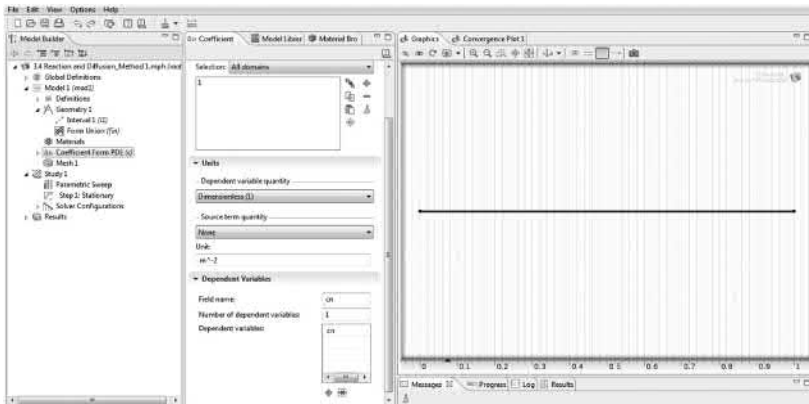 File Edit View Options Help
Model Builder
1.4 Reaction and Diffusion_Method 1.mph (root)
Global Definitions
Model 1 (mod1)
Definitions
Geometry 1
Interval 1 (i1)
Form Union (fin)
Materials
Coefficient Form PDE (c)
Mesh 1
Study 1
Parametric Sweep
Step 1: Stationary
Solver Configurations
Results
Coefficient
Model Library
Material Bro
Selection: All domains
1
Units
Dependent variable quantity
Dimensionless (1)
Source term quantity
None
Unit:
m^-2
Dependent Variables
Field name: cn
Number of dependent variables: 1
Dependent variables: cn
Graphics
Convergence Plot 1
0 0.1 0.2 0.3 0.4 0.5 0.6 0.7 0.8 0.9 1
Messages
Progress
Log
Results